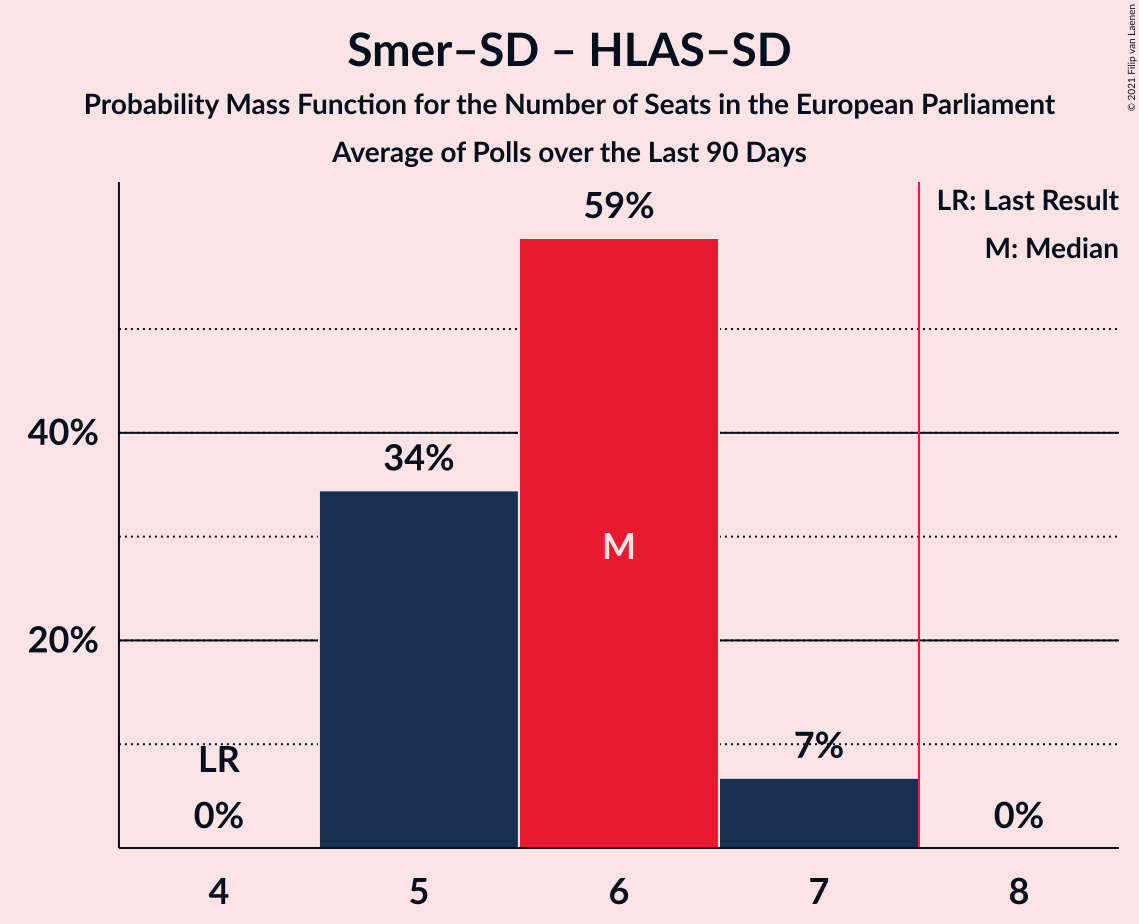 Smer–SD – HLAS–SD
Probability Mass Function for the Number of Seats in the European Parliament
Average of Polls over the Last 90 Days
© 2021 Filip van Laenen
LR: Last Result
M: Median
59%
40%
34%
M
20%
LR
7%
0%
0%
4
5
6
7
8